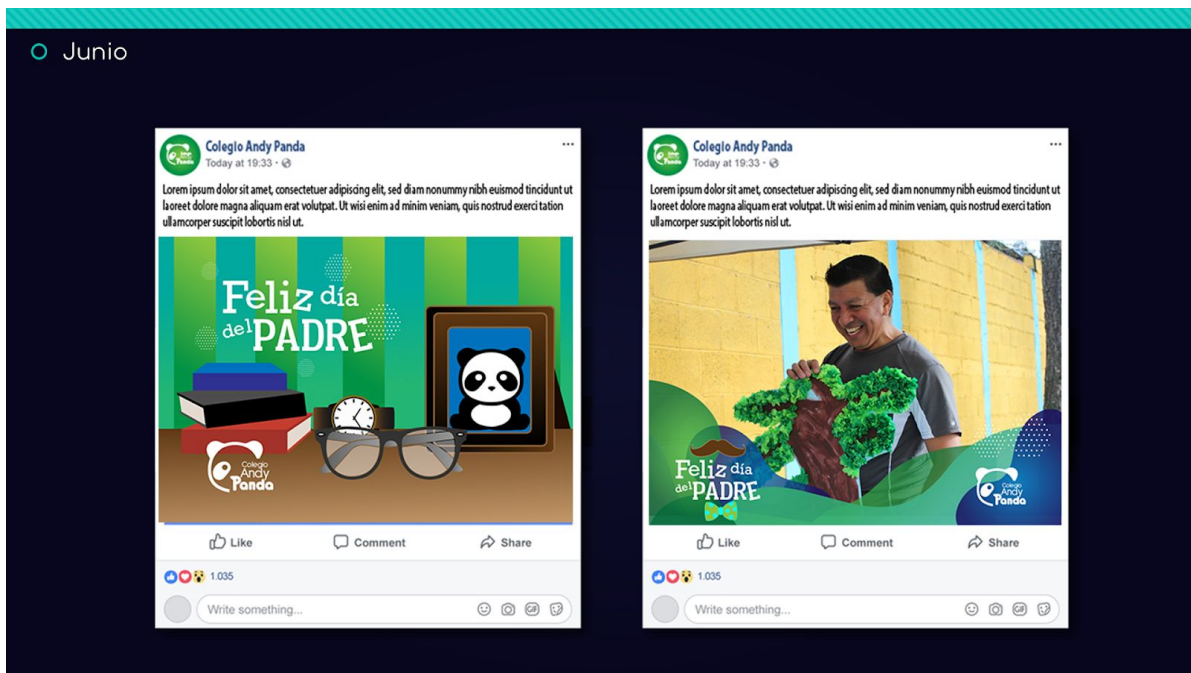 Junio
Colegio Andy Panda
Today at 19:33
Lorem ipsum dolor sit amet, consectetuer adipiscing elit, sed diam nonummy nibh euismod tincidunt ut
laoreet dolore magna aliquam erat volutpat. Ut wisi enim ad minim veniam, quis nostrud exerci tation
ullamcorper suscipit lobortis nisl ut.
Feliz día
del PADRE
Colegio
Andy
Panda
Like Comment Share
1.035
Write something...
GIF
Colegio Andy Panda
Today at 19:33
Lorem ipsum dolor sit amet, consectetuer adipiscing elit, sed diam nonummy nibh euismod tincidunt ut
laoreet dolore magna aliquam erat volutpat. Ut wisi enim ad minim veniam, quis nostrud exerci tation
ullamcorper suscipit lobortis nisl ut.
Feliz día
del PADRE
Colegio
Andy
Panda
Like Comment Share
1.035
Write something...
GIF